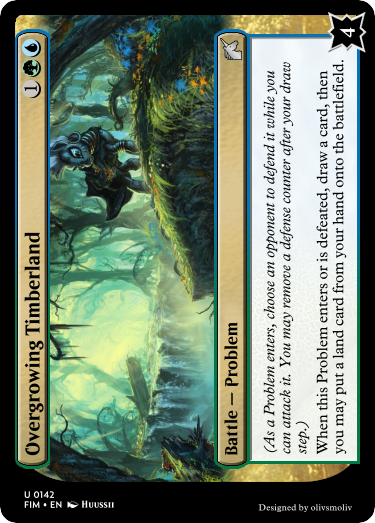 Overgrowing Timberland
1
Battle — Problem
4
(As a Problem enters, choose an opponent to defend it while you
can attack it. You may remove a defense counter after your draw
step.)
When this Problem enters or is defeated, draw a card, then
you may put a land card from your hand onto the battlefield.
U 0142
FIM • EN Huussii
Designed by olivsmoliv